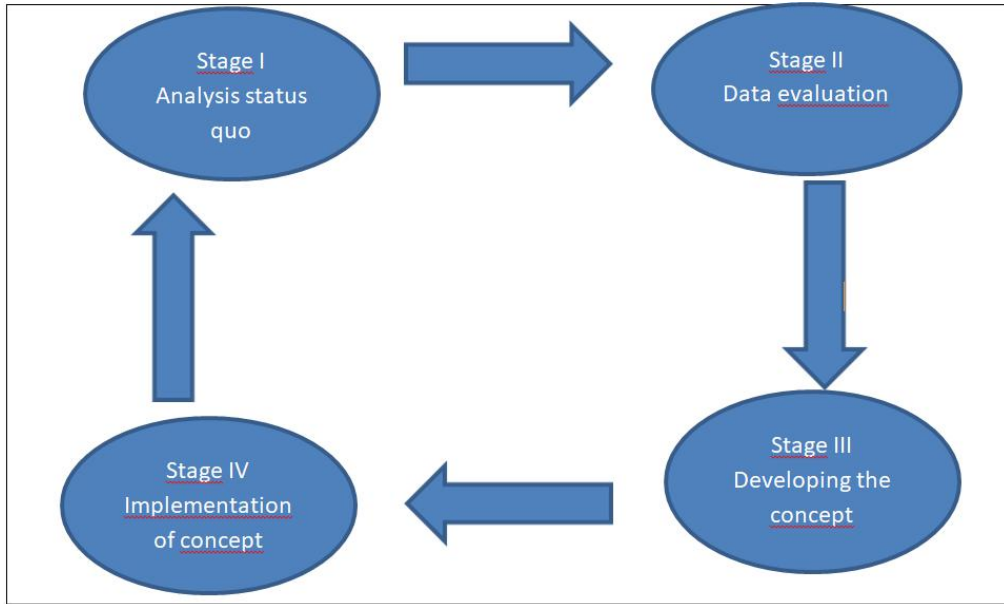 Stage I
Analysis status
quo
Stage II
Data evaluation
Stage III
Developing the
concept
Stage IV
Implementation
of concept